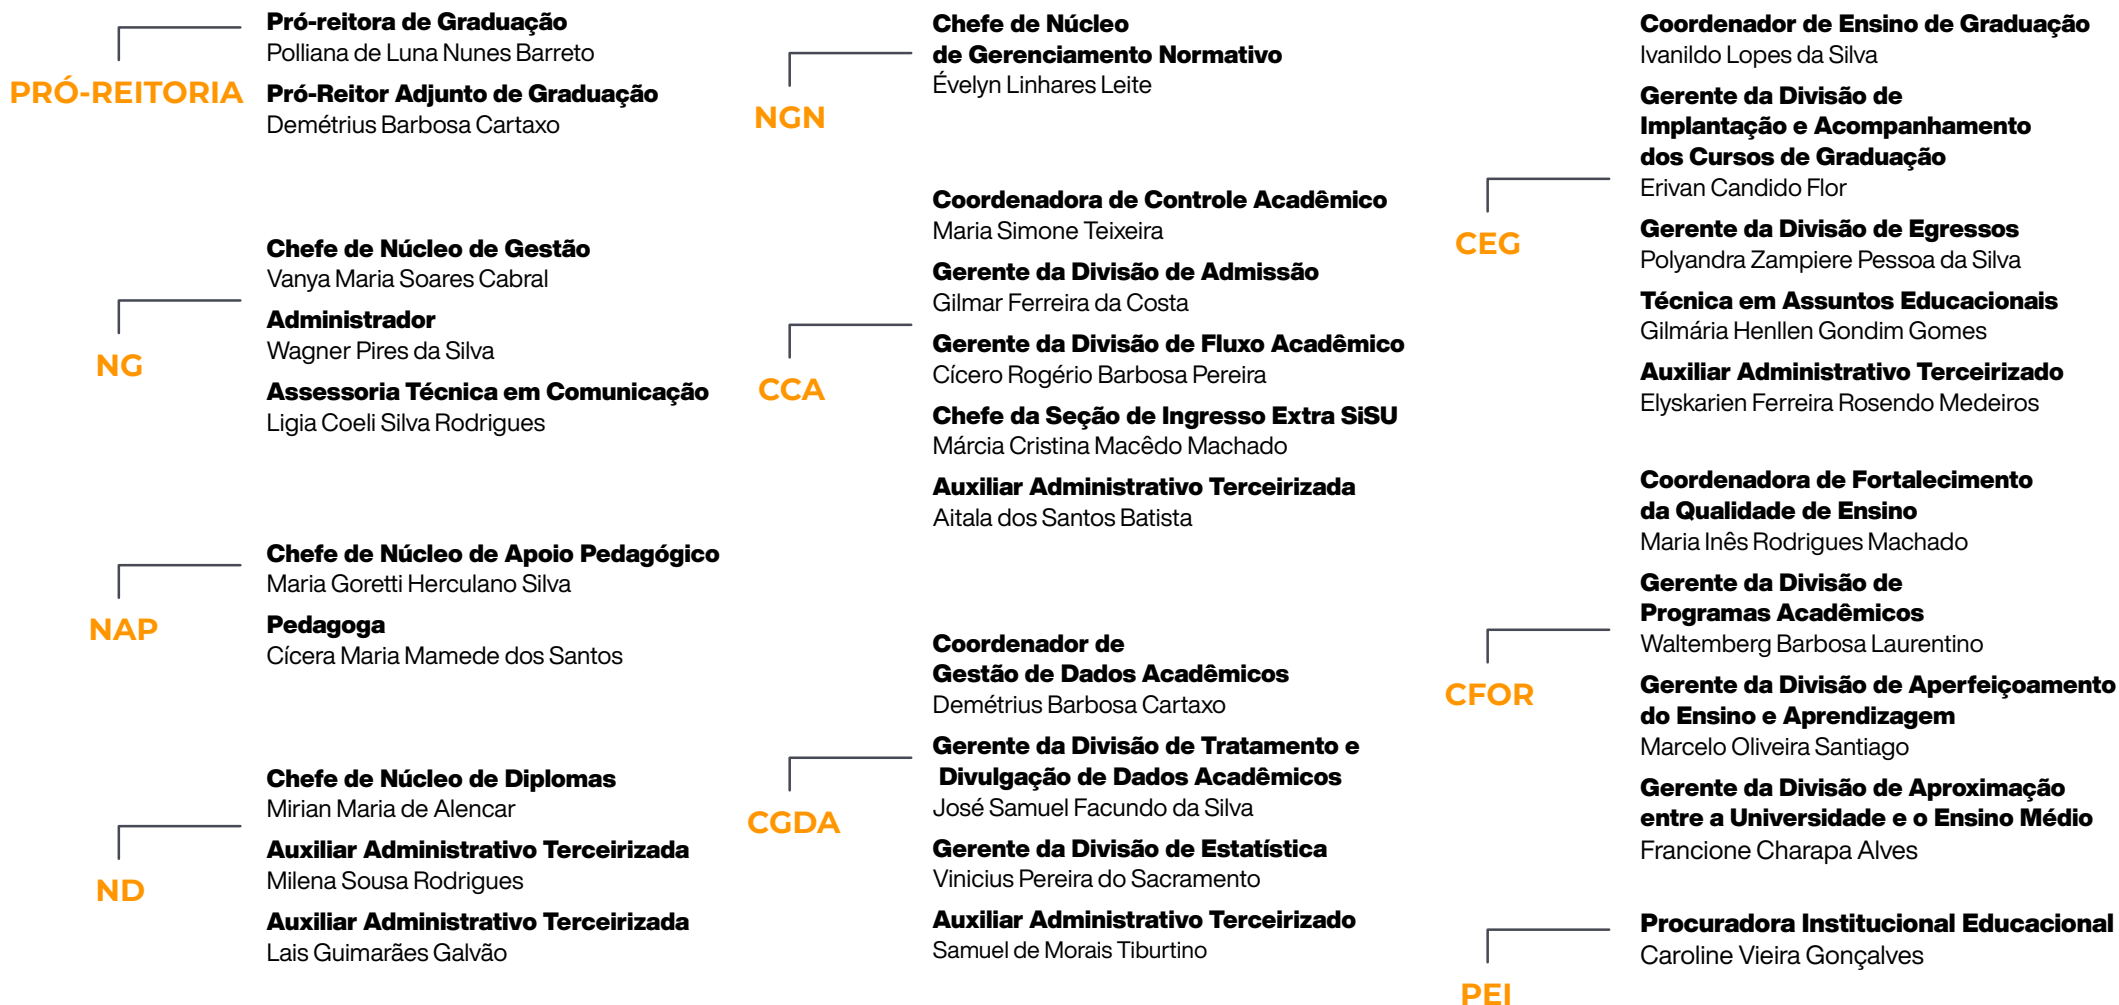 PRÓ-REITORIA
Pró-reitora de Graduação
Polliana de Luna Nunes Barreto
Pró-Reitor Adjunto de Graduação
Demétrius Barbosa Cartaxo
NG
Chefe de Núcleo de Gestão
Vanya Maria Soares Cabral
Administrador
Wagner Pires da Silva
Assessoria Técnica em Comunicação
Ligia Coeli Silva Rodrigues
NAP
Chefe de Núcleo de Apoio Pedagógico
Maria Goretti Herculano Silva
Pedagoga
Cícera Maria Mamede dos Santos
ND
Chefe de Núcleo de Diplomas
Mirian Maria de Alencar
Auxiliar Administrativo Terceirizada
Milena Sousa Rodrigues
Auxiliar Administrativo Terceirizada
Lais Guimarães Galvão
NGN
Chefe de Núcleo
de Gerenciamento Normativo
Évelyn Linhares Leite
CCA
Coordenadora de Controle Acadêmico
Maria Simone Teixeira
Gerente da Divisão de Admissão
Gilmar Ferreira da Costa
Gerente da Divisão de Fluxo Acadêmico
Cícero Rogério Barbosa Pereira
Chefe da Seção de Ingresso Extra SiSU
Márcia Cristina Macêdo Machado
Auxiliar Administrativo Terceirizada
Aitala dos Santos Batista
CGDA
Coordenador de
Gestão de Dados Acadêmicos
Demétrius Barbosa Cartaxo
Gerente da Divisão de Tratamento e
Divulgação de Dados Acadêmicos
José Samuel Facundo da Silva
Gerente da Divisão de Estatística
Vinicius Pereira do Sacramento
Auxiliar Administrativo Terceirizado
Samuel de Morais Tiburtino
CEG
Coordenador de Ensino de Graduação
Ivanildo Lopes da Silva
Gerente da Divisão de
Implantação e Acompanhamento
dos Cursos de Graduação
Erivan Candido Flor
Gerente da Divisão de Egressos
Polyandra Zampiere Pessoa da Silva
Técnica em Assuntos Educacionais
Gilmária Henllen Gondim Gomes
Auxiliar Administrativo Terceirizado
Elyskarien Ferreira Rosendo Medeiros
CFOR
Coordenadora de Fortalecimento
da Qualidade de Ensino
Maria Inês Rodrigues Machado
Gerente da Divisão de
Programas Acadêmicos
Waltemberg Barbosa Laurentino
Gerente da Divisão de Aperfeiçoamento
do Ensino e Aprendizagem
Marcelo Oliveira Santiago
Gerente da Divisão de Aproximação
entre a Universidade e o Ensino Médio
Francione Charapa Alves
PEI
Procuradora Institucional Educacional
Caroline Vieira Gonçalves